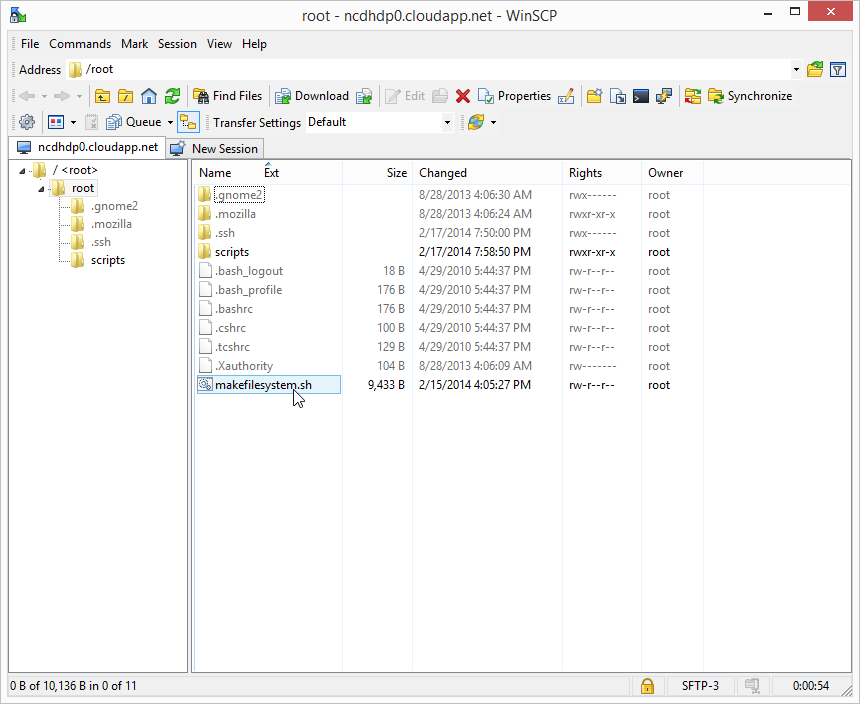 root - ncdhdp0.cloudapp.net - WinSCP
File Commands Mark Session View Help
Address /root
Find Files Download Edit Properties Synchronize
Queue Transfer Settings Default
ncdhdp0.cloudapp.net New Session
/ <root>
root
.gnome2
.mozilla
.ssh
scripts
Name Ext Size Changed Rights Owner
.gnome2 8/28/2013 4:06:30 AM rwx------ root
.mozilla 8/28/2013 4:06:24 AM rwxr-xr-x root
.ssh 2/17/2014 7:50:00 PM rwx------ root
scripts 2/17/2014 7:58:50 PM rwxr-xr-x root
.bash_logout 18 B 4/29/2010 5:44:37 PM rw-r--r-- root
.bash_profile 176 B 4/29/2010 5:44:37 PM rw-r--r-- root
.bashrc 176 B 4/29/2010 5:44:37 PM rw-r--r-- root
.cshrc 100 B 4/29/2010 5:44:37 PM rw-r--r-- root
.tcshrc 129 B 4/29/2010 5:44:37 PM rw-r--r-- root
.Xauthority 104 B 8/28/2013 4:06:09 AM rw------- root
makefilesystem.sh 9,433 B 2/15/2014 4:05:27 PM rw-r--r-- root
0 B of 10,136 B in 0 of 11 SFTP-3 0:00:54